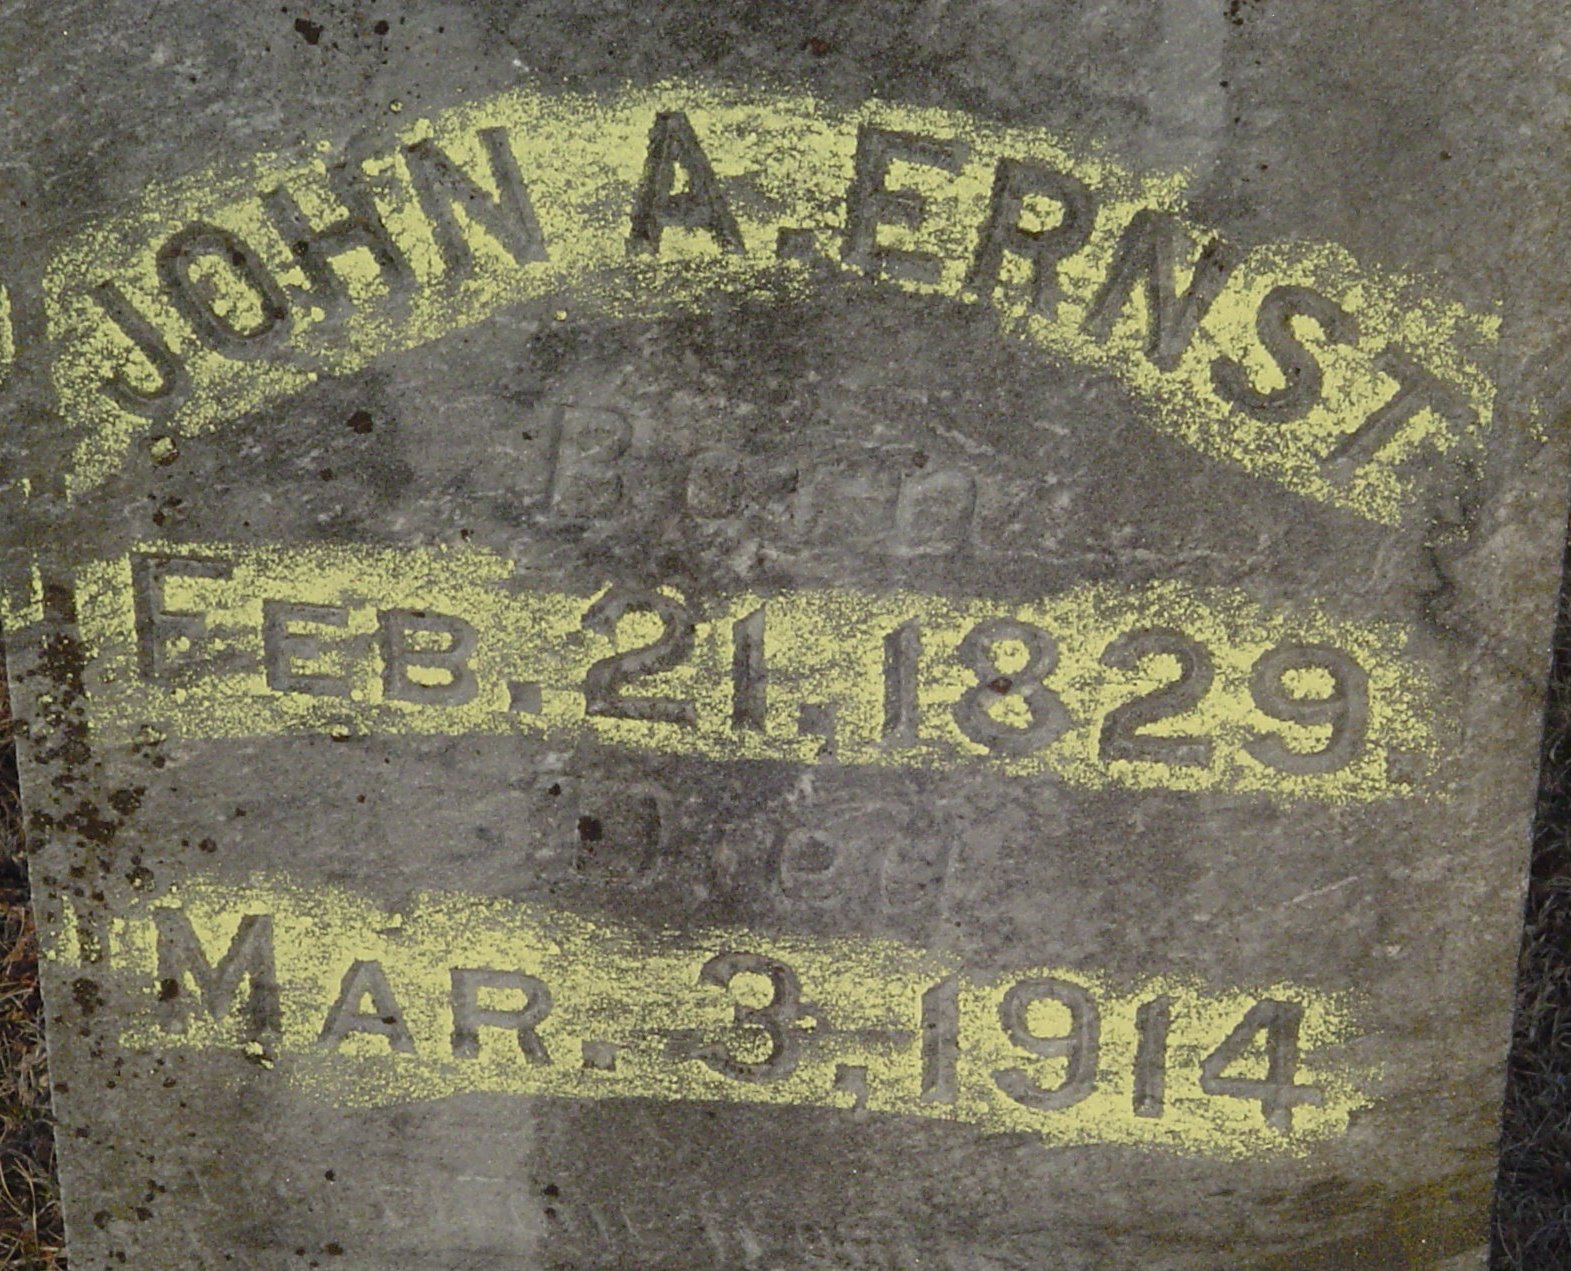 JOHN A. ERNST
Born
FEB. 21. 1829
Died
MAR. 3. 1914